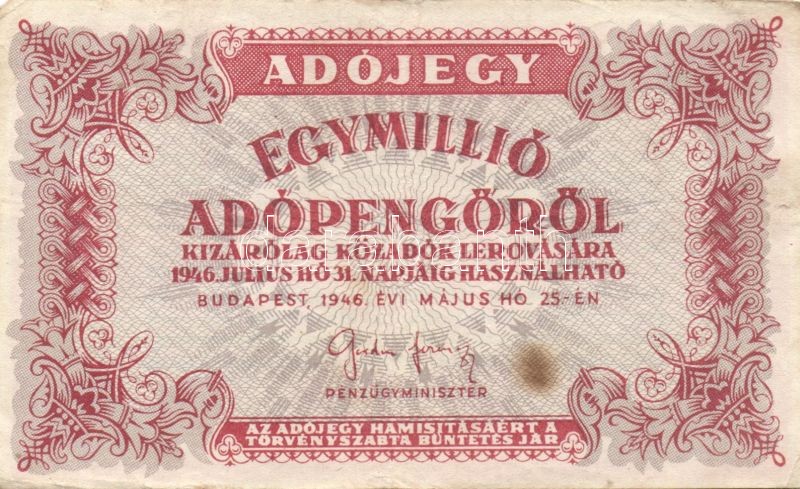 ADÓJEGY
EGYMILLIÓ
ADÓPENGŐRŐL
KIZÁRÓLAG KÖZADÓK LEROVÁSÁRA
1946. JULIUS HÓ 31. NAPJÁIG HASZNÁLHATÓ
BUDAPEST, 1946. ÉVI MÁJUS HÓ 25.-ÉN
PÉNZÜGYMINISZTER
AZ ADÓJEGY HAMISITÁSÁÉRT A
TÖRVÉNYSZABTA BÜNTETÉS JÁR